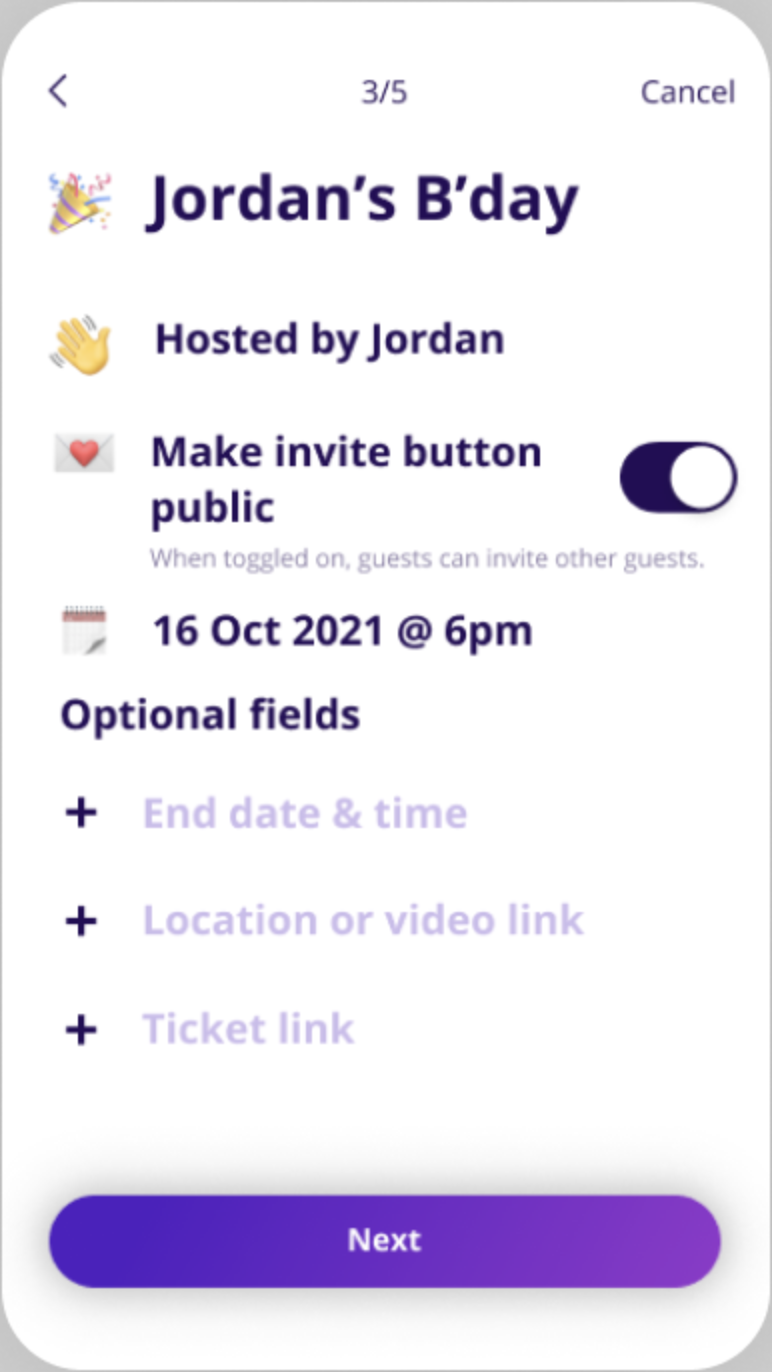 3/5 Cancel
Jordan’s B’day
Hosted by Jordan
Make invite button
public
When toggled on, guests can invite other guests.
16 Oct 2021 @ 6pm
Optional fields
+ End date & time
+ Location or video link
+ Ticket link
Next